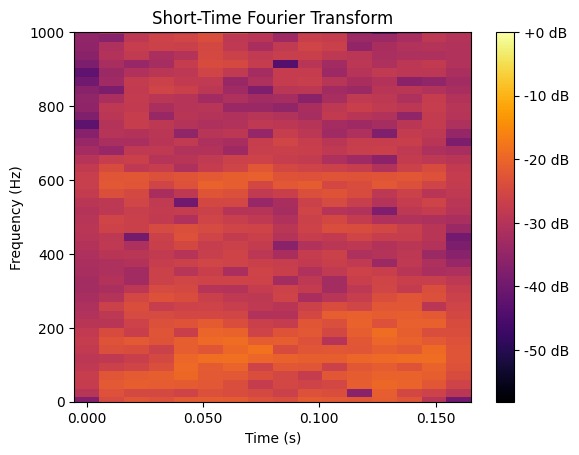 Short-Time Fourier Transform
1000
800
600
400
200
0
Frequency (Hz)
0.000
0.050
0.100
0.150
Time (s)
+0 dB
-10 dB
-20 dB
-30 dB
-40 dB
-50 dB